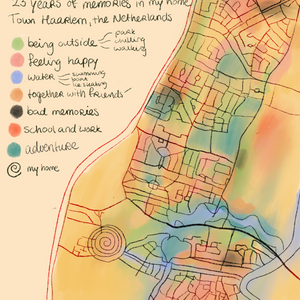 25 years of memories in my home
Town Haarlem, the Netherlands
being outside
park
walking
feeling happy
water
swimming
boat
ice skating
together with friends
bad memories
school and work
adventure
my home